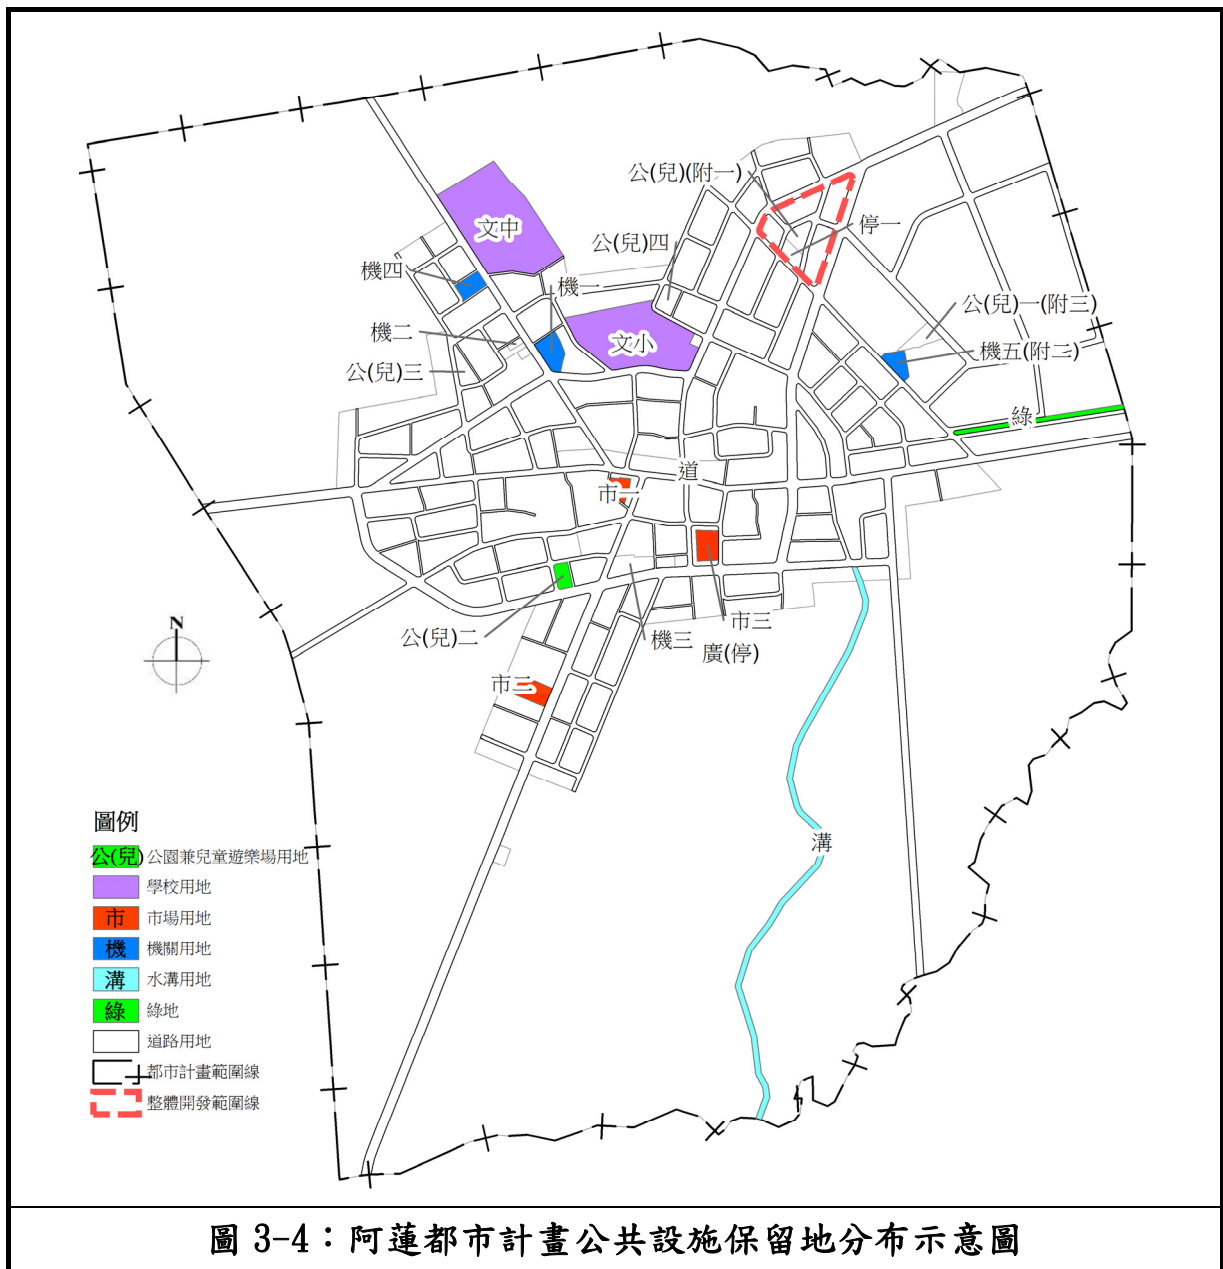 公(兒)(附一)
文中
公(兒)四
停一
機四
機一
公(兒)一(附三)
機二
文小
機五(附二)
公(兒)三
綠
道
市一
市三
公(兒)二
機三
廣(停)
N
市二
溝
圖例
公(兒) 公園兼兒童遊樂場用地
學校用地
市 市場用地
機 機關用地
溝 水溝用地
綠 綠地
道路用地
都市計畫範圍線
整體開發範圍線
圖 3-4：阿蓮都市計畫公共設施保留地分布示意圖